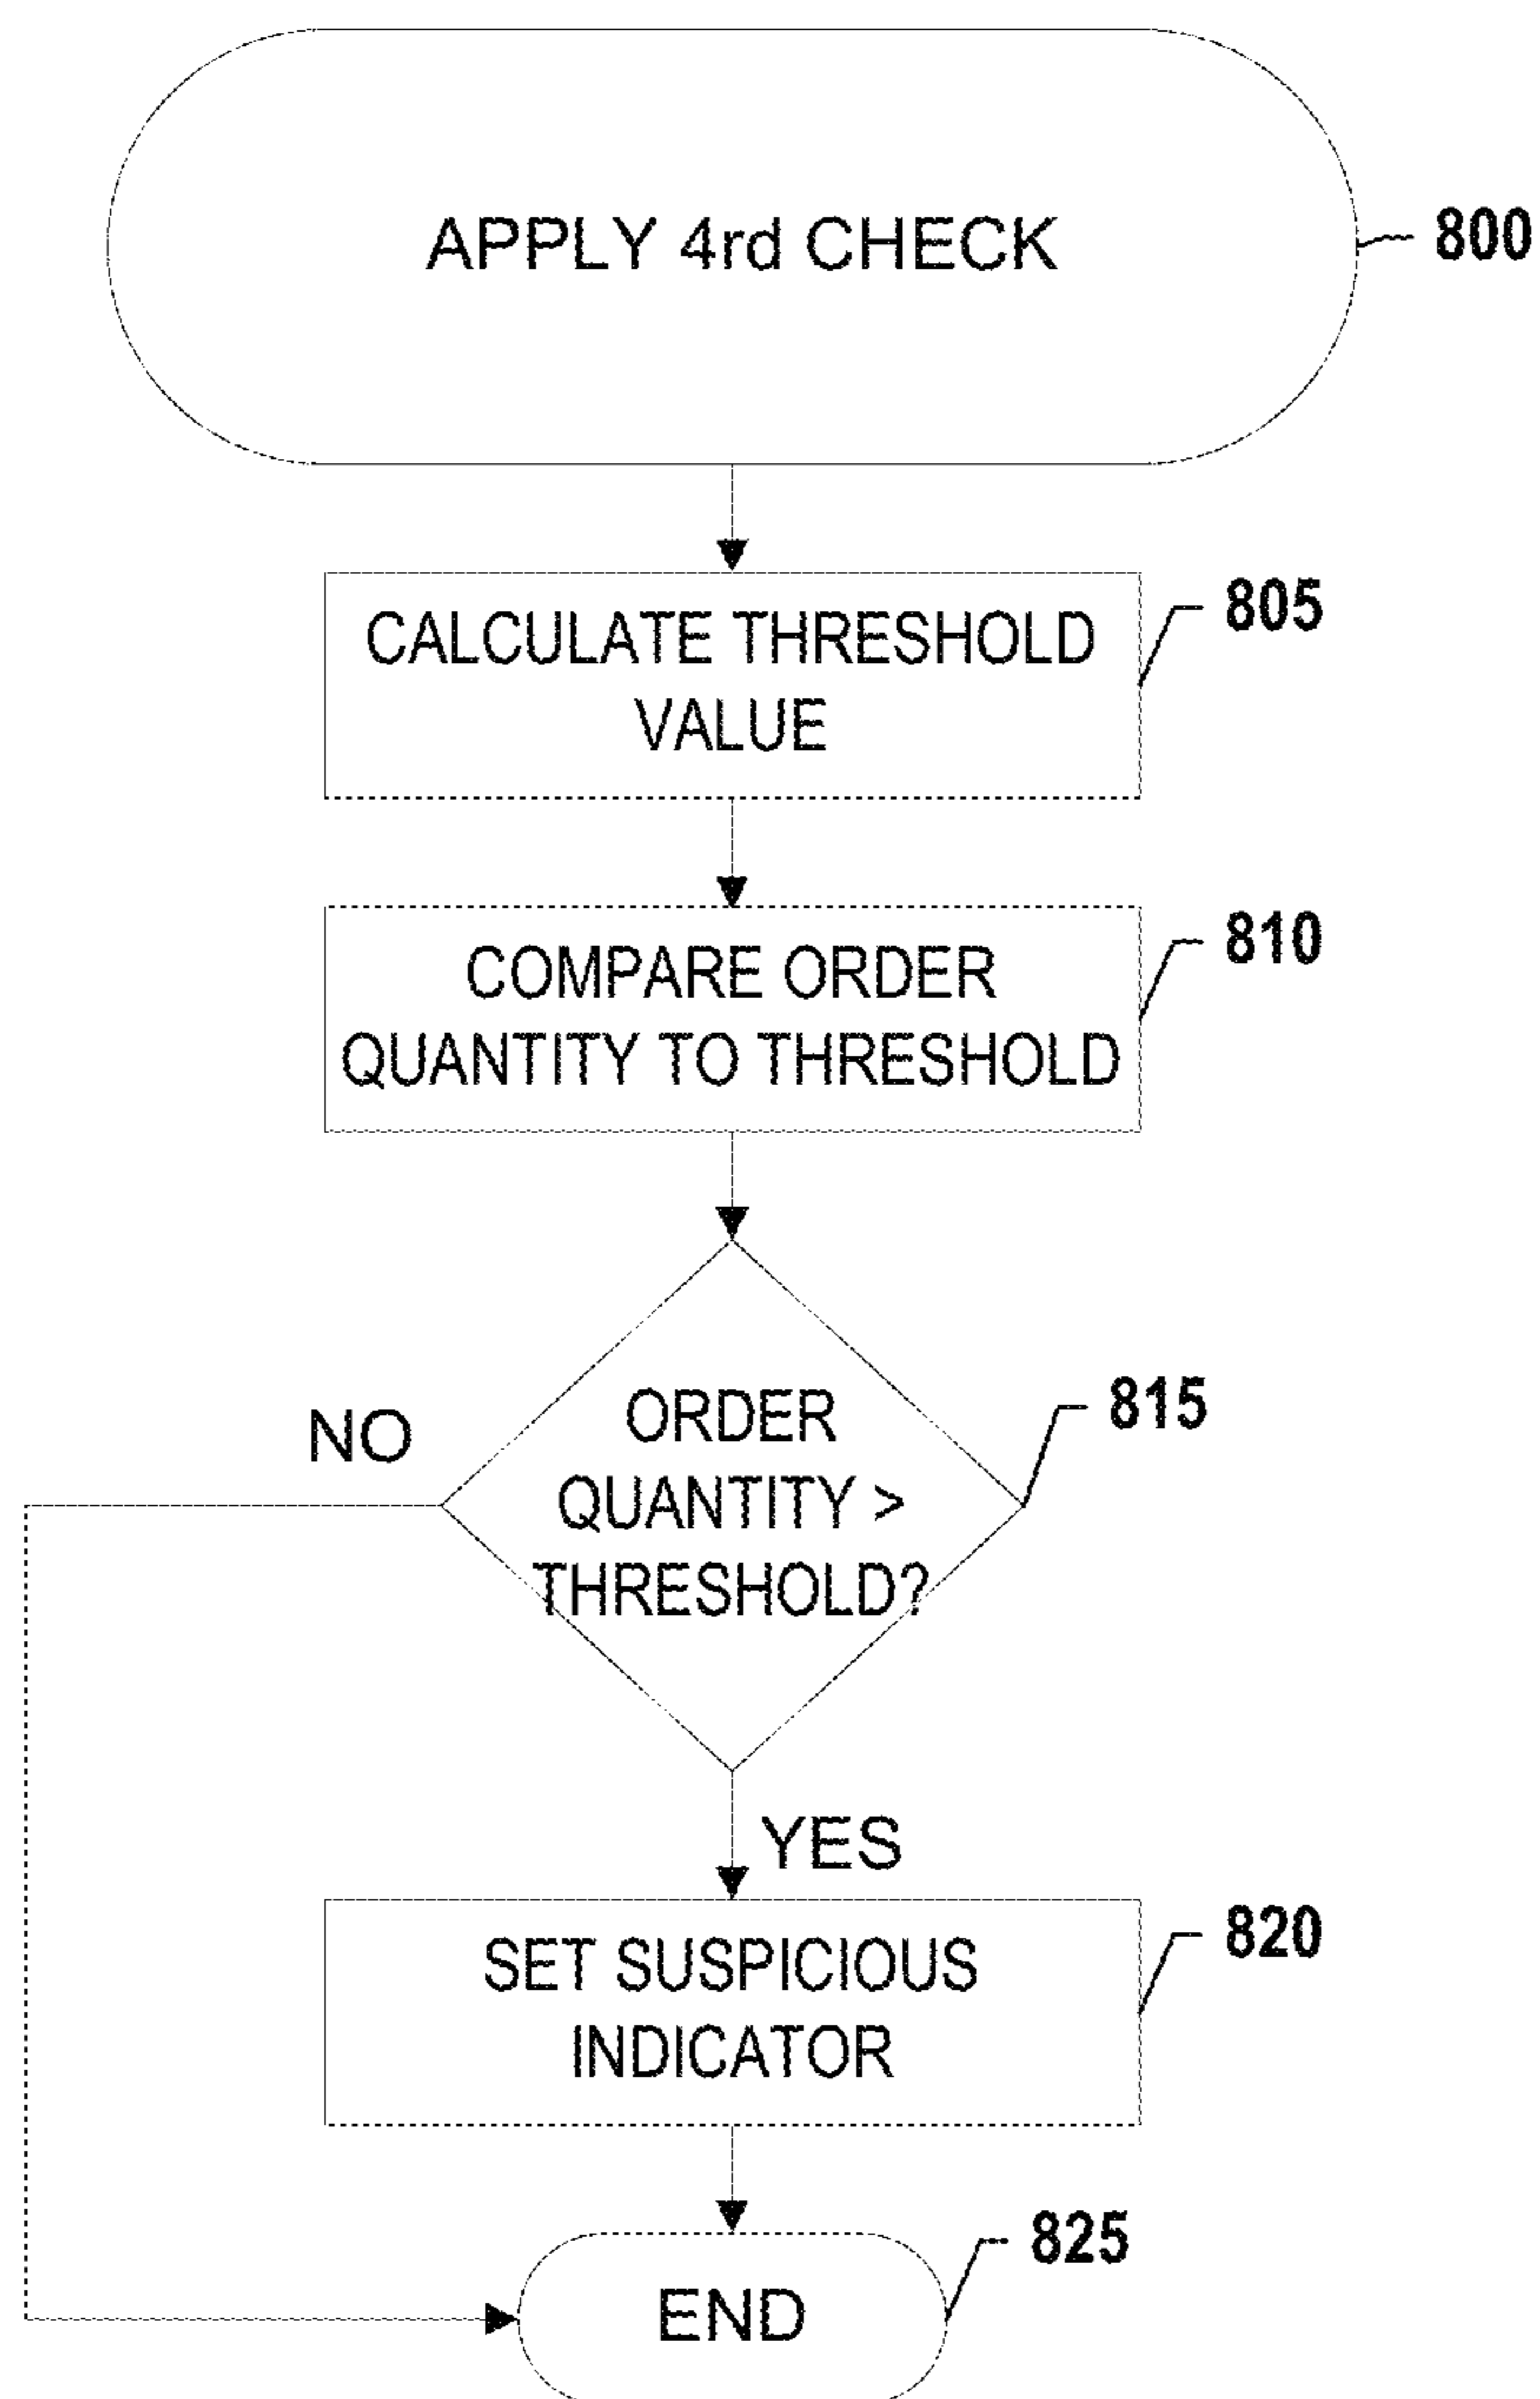 APPLY 4rd CHECK
800
CALCULATE THRESHOLD
VALUE
805
COMPARE ORDER
QUANTITY TO THRESHOLD
810
ORDER
QUANTITY >
THRESHOLD?
815
NO
YES
SET SUSPICIOUS
INDICATOR
820
END
825